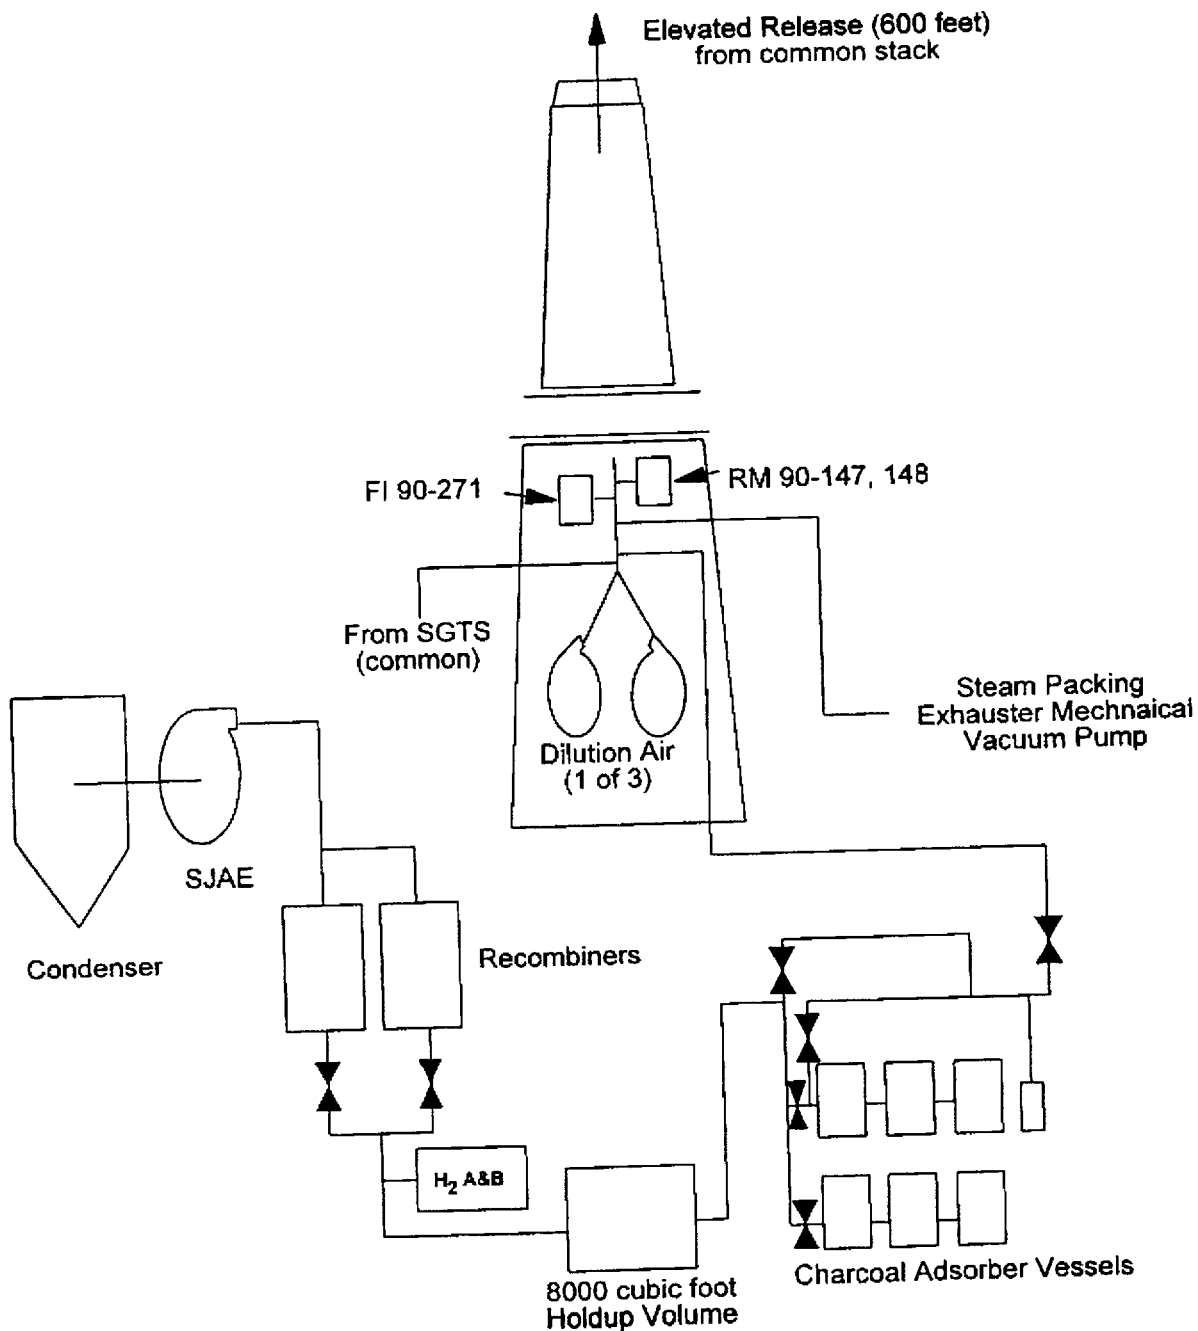 Elevated Release (600 feet)
from common stack
FI 90-271
RM 90-147, 148
From SGTS
(common)
Dilution Air
(1 of 3)
Steam Packing
Exhauster Mechnaical
Vacuum Pump
SJAE
Condenser
Recombiners
H2 A&B
8000 cubic foot
Holdup Volume
Charcoal Adsorber Vessels